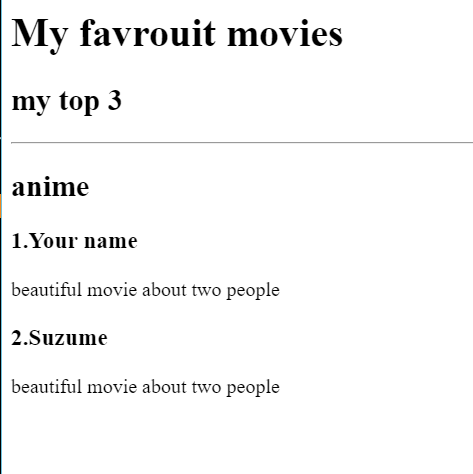 My favrouit movies
my top 3
anime
1.Your name
beautiful movie about two people
2.Suzume
beautiful movie about two people